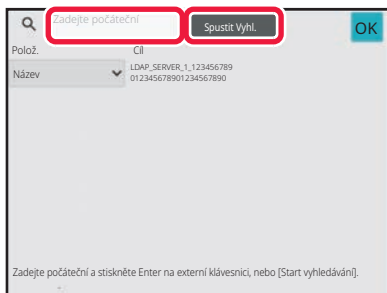 Zadejte počáteční
Spustit Vyhl.
OK
Polož.
Cíl
Název
LDAP_SERVER_1_123456789
012345678901234567890
Zadejte počáteční a stiskněte Enter na externí klávesnici, nebo [Start vyhledávání].